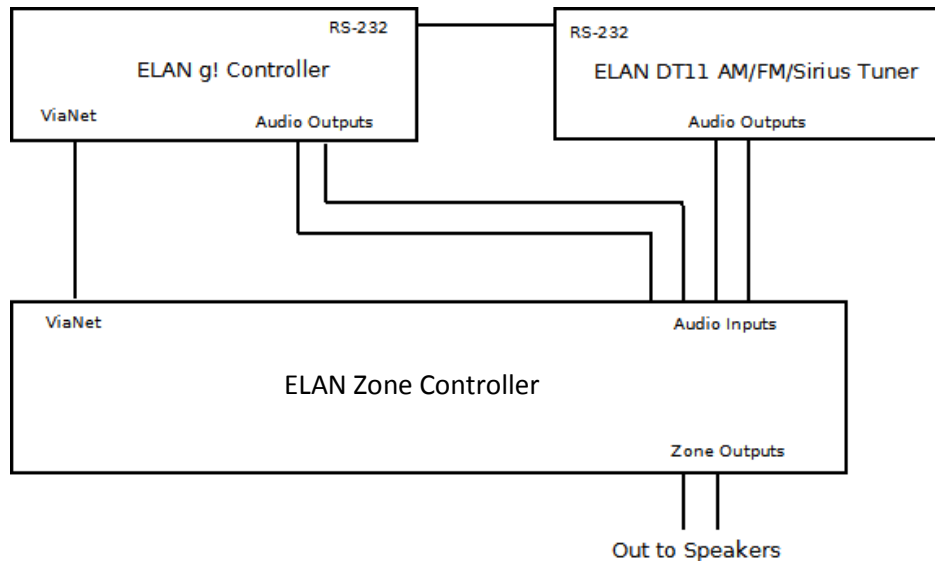 RS-232
RS-232
ELAN g! Controller
ELAN DT11 AM/FM/Sirius Tuner
ViaNet
Audio Outputs
Audio Outputs
ViaNet
Audio Inputs
ELAN Zone Controller
Zone Outputs
Out to Speakers